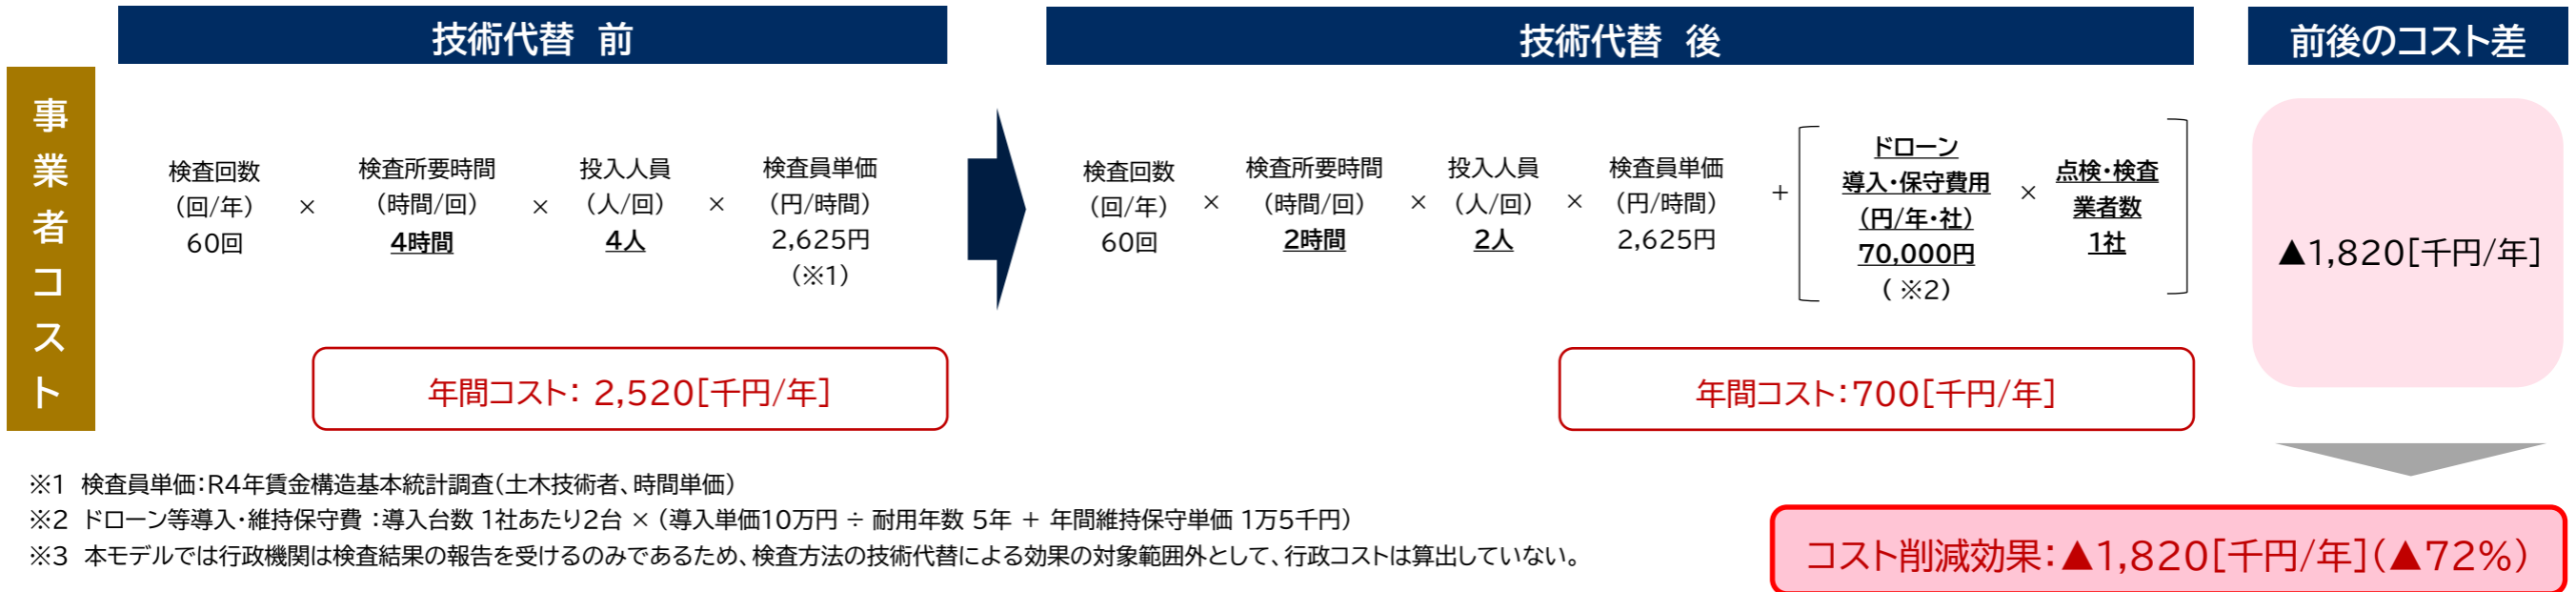 技術代替 前
技術代替 後
前後のコスト差
事業者コスト
検査回数
（回/年）
60回
×
検査所要時間
（時間/回）
4時間
×
投入人員
（人/回）
4人
×
検査員単価
（円/時間）
2,625円
（※1）
年間コスト： 2,520[千円/年]
検査回数
（回/年）
60回
×
検査所要時間
（時間/回）
2時間
×
投入人員
（人/回）
2人
×
検査員単価
（円/時間）
2,625円
＋
ドローン
導入・保守費用
（円/年・社）
70,000円
（ ※2）
×
点検・検査
業者数
1社
年間コスト：700[千円/年]
▲1,820[千円/年]
※1 検査員単価：R4年賃金構造基本統計調査（土木技術者、時間単価）
※2 ドローン等導入・維持保守費 ：導入台数 1社あたり2台 × （導入単価10万円 ÷ 耐用年数 5年 ＋ 年間維持保守単価 1万5千円）
※3 本モデルでは行政機関は検査結果の報告を受けるのみであるため、検査方法の技術代替による効果の対象範囲外として、行政コストは算出していない。
コスト削減効果：▲1,820[千円/年]（▲72%）